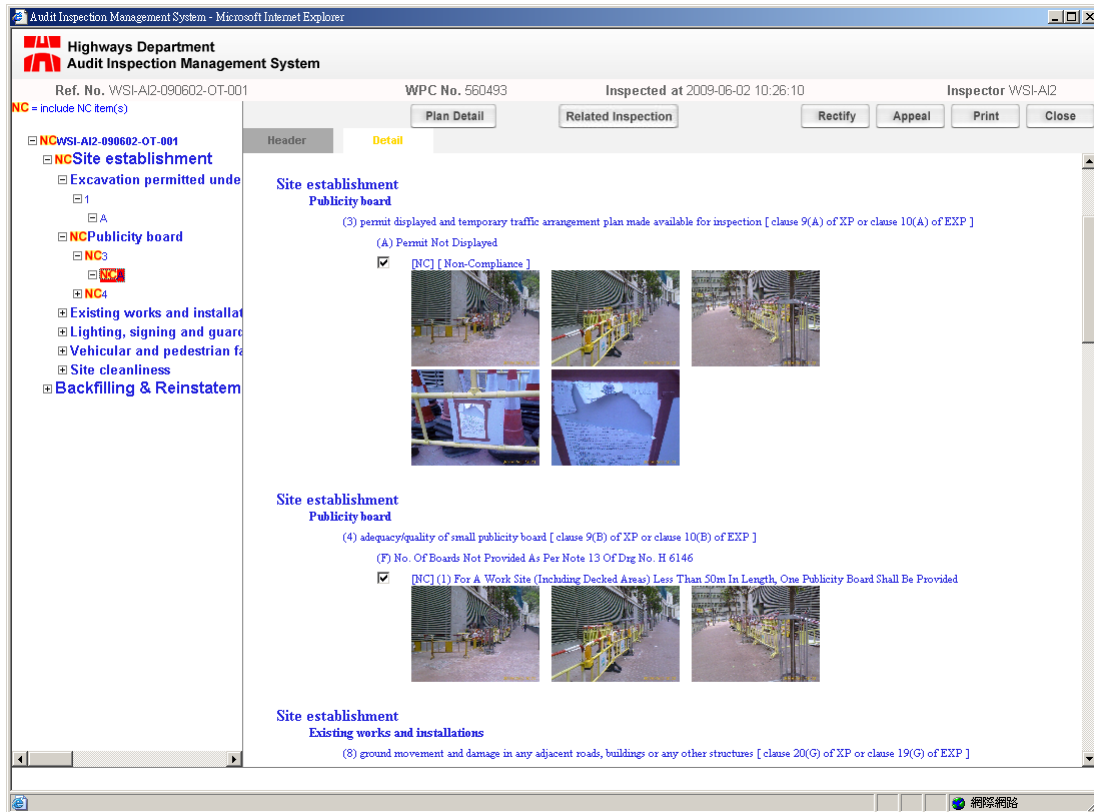 Audit Inspection Management System - Microsoft Internet Explorer
Highways Department
Audit Inspection Management System
Ref. No. WSI-AI2-090602-OT-001 WPC No. 560493 Inspected at 2009-06-02 10:26:10 Inspector WSI-AI2
NC = include NC item(s)
Plan Detail Related Inspection Rectify Appeal Print Close
Header Detail
NCWSI-AI2-090602-OT-001
NCSite establishment
Excavation permitted unde
1
A
NCPublicity board
NC3
NCA
NC4
Existing works and installat
Lighting, signing and guard
Vehicular and pedestrian fa
Site cleanliness
Backfilling & Reinstatem
Site establishment
Publicity board
(3) permit displayed and temporary traffic arrangement plan made available for inspection [ clause 9(A) of XP or clause 10(A) of EXP ]
(A) Permit Not Displayed
[NC] [ Non-Compliance ]
Site establishment
Publicity board
(4) adequacy/quality of small publicity board [ clause 9(B) of XP or clause 10(B) of EXP ]
(F) No. Of Boards Not Provided As Per Note 13 Of Drg No. H 6146
[NC] (1) For A Work Site (Including Decked Areas) Less Than 50m In Length, One Publicity Board Shall Be Provided
Site establishment
Existing works and installations
(8) ground movement and damage in any adjacent roads, buildings or any other structures [ clause 20(G) of XP or clause 19(G) of EXP ]
網際網路